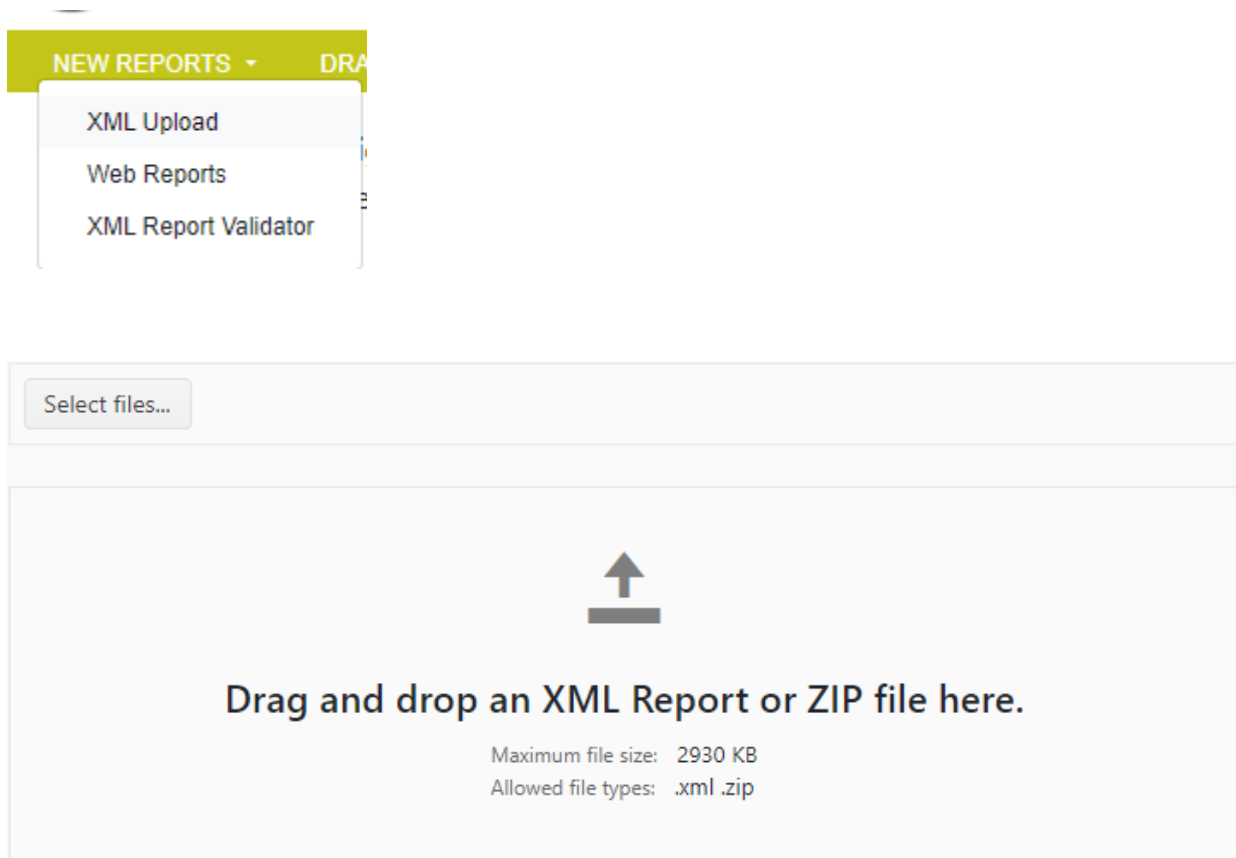 NEW REPORTS DRA
XML Upload
Web Reports
XML Report Validator
Select files...
Drag and drop an XML Report or ZIP file here.
Maximum file size: 2930 KB
Allowed file types: .xml .zip